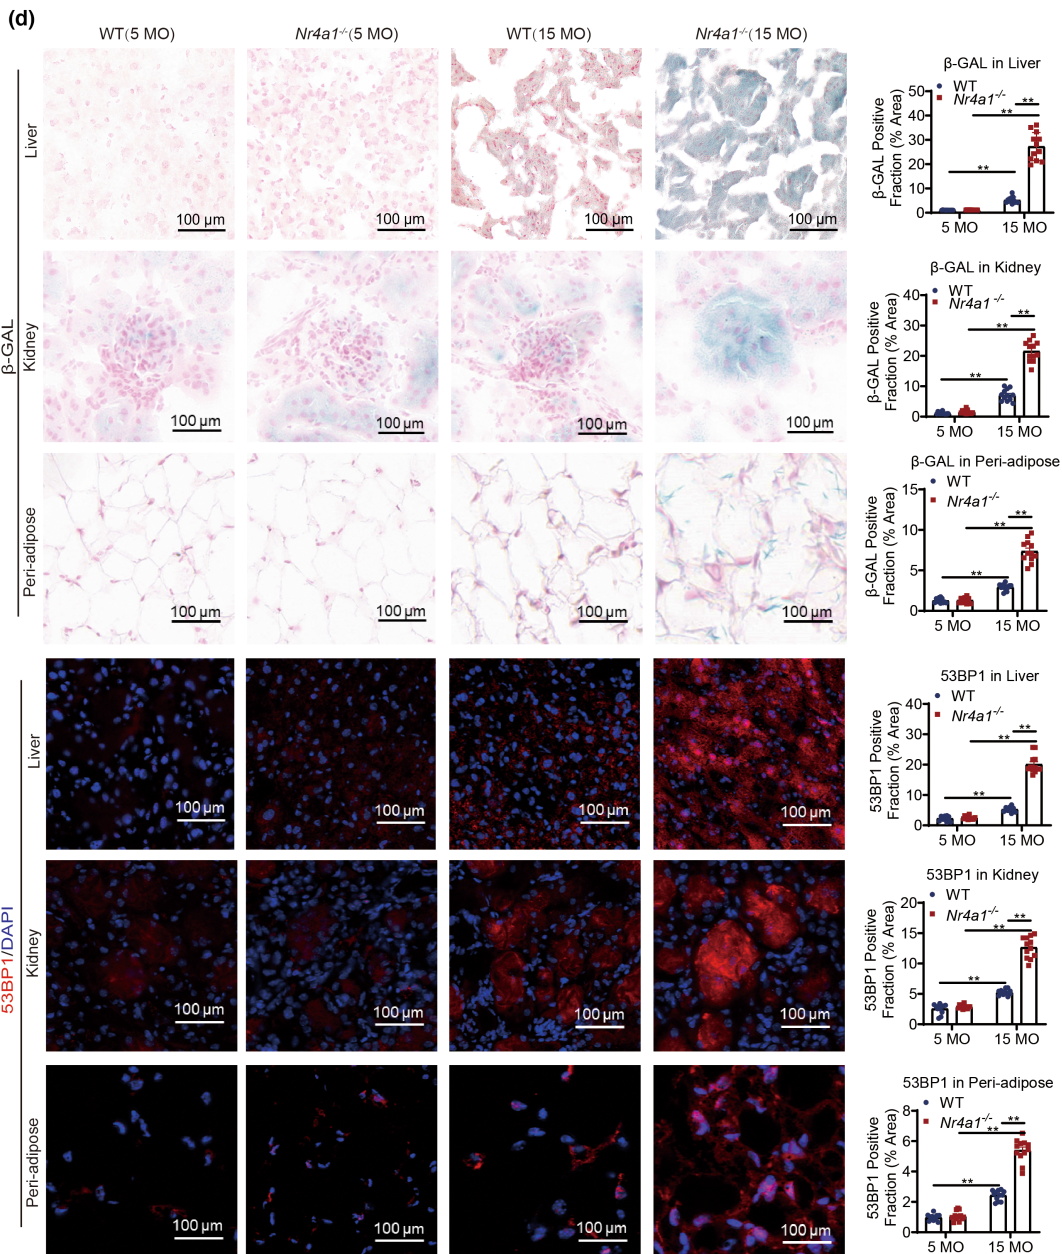 (d)
WT(5 MO)
Nr4a1-/-(5 MO)
WT(15 MO)
Nr4a1-/-(15 MO)
β-GAL
Liver
100 µm
100 µm
100 µm
100 µm
β-GAL in Liver
WT
Nr4a1-/-
**
**
**
β-GAL Positive
Fraction (% Area)
50
40
30
20
10
0
5 MO
15 MO
Kidney
100 µm
100 µm
100 µm
100 µm
β-GAL in Kidney
WT
Nr4a1 -/-
**
**
**
β-GAL Positive
Fraction (% Area)
40
30
20
10
0
5 MO
15 MO
Peri-adipose
100 µm
100 µm
100 µm
100 µm
β-GAL in Peri-adipose
WT
Nr4a1-/-
**
**
**
β-GAL Positive
Fraction (% Area)
15
10
5
0
5 MO
15 MO
53BP1/DAPI
Liver
100 µm
100 µm
100 µm
100 µm
53BP1 in Liver
WT
Nr4a1-/-
**
**
**
53BP1 Positive
Fraction (% Area)
40
30
20
10
0
5 MO
15 MO
Kidney
100 µm
100 µm
100 µm
100 µm
53BP1 in Kidney
WT
Nr4a1-/-
**
**
**
53BP1 Positive
Fraction (% Area)
20
15
10
5
0
5 MO
15 MO
Peri-adipose
100 µm
100 µm
100 µm
100 µm
53BP1 in Peri-adipose
WT
Nr4a1-/-
**
**
**
53BP1 Positive
Fraction (% Area)
8
6
4
2
0
5 MO
15 MO